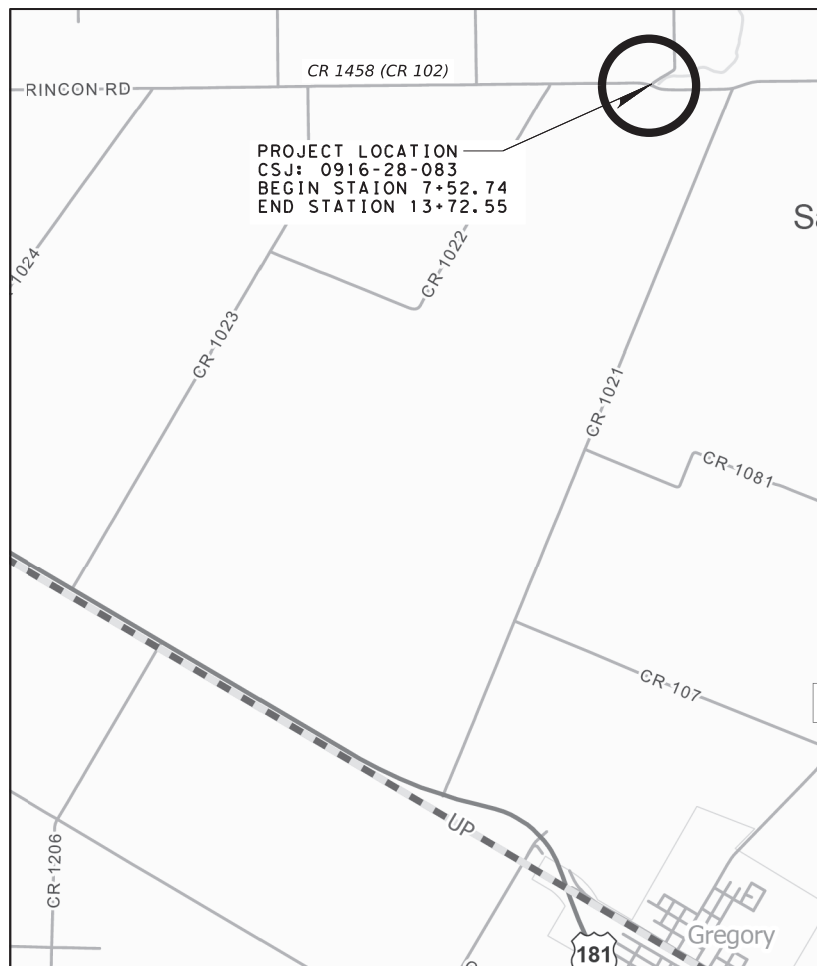 CR 1458 (CR 102)
RINCON-RD
PROJECT LOCATION
CSJ: 0916-28-083
BEGIN STAION 7+52.74
END STATION 13+72.55
CR-1022
-1024
CR-1023
CR-1021
CR-1081
CR-107
UP
CR-1206
Gregory
181